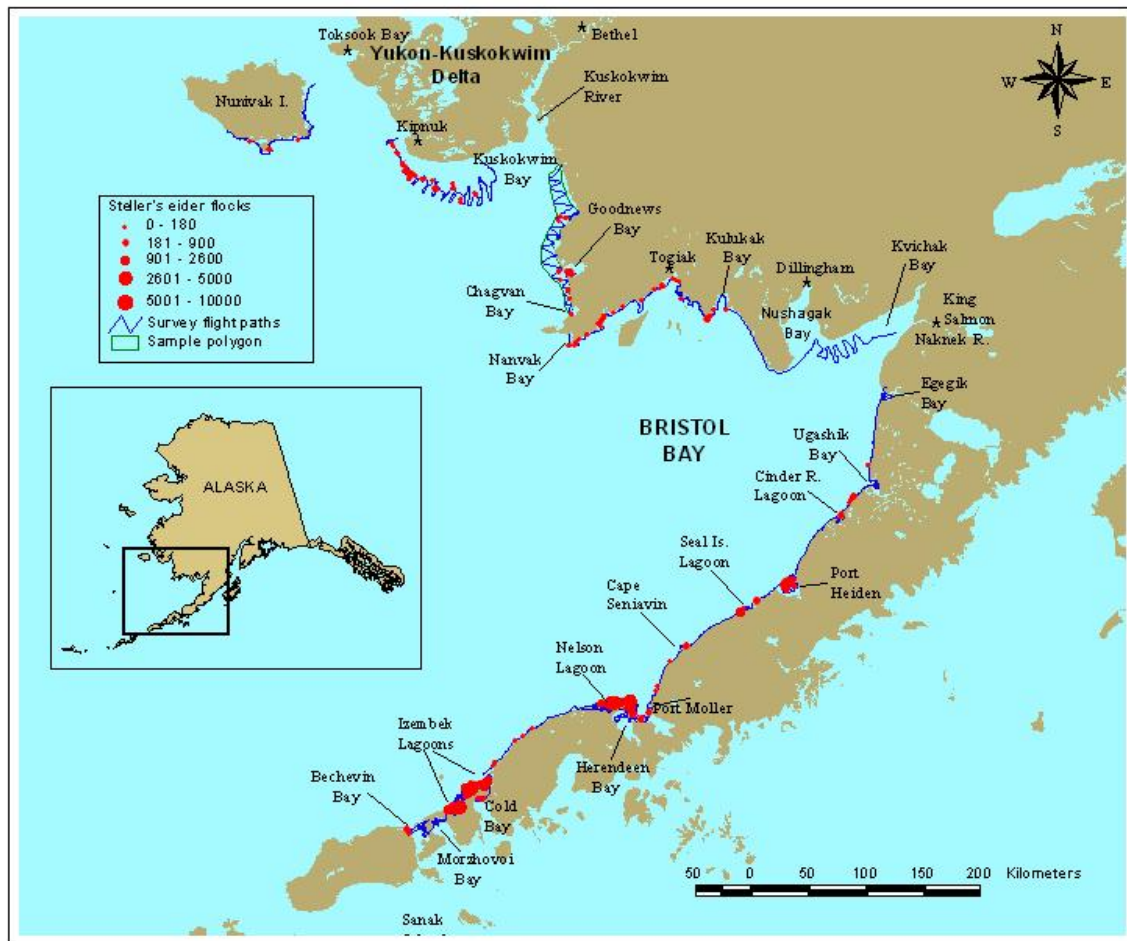 Toksook Bay
Bethel
Yukon-Kuskokwim
Delta
N
W
E
S
Kuskokwim
River
Nunivak I.
Kipnuk
Kuskokwim
Bay
Steller's eider flocks
0 - 180
181 - 900
901 - 2600
2601 - 5000
5001 - 10000
Survey flight paths
Sample polygon
Goodnews
Bay
Togiak
Kulukak
Bay
Dillingham
Kvichak
Bay
Chagvan
Bay
Nushagak
Bay
King
Salmon
Naknek R.
Nanvak
Bay
Egegik
Bay
BRISTOL
BAY
Ugashik
Bay
Cinder R.
Lagoon
ALASKA
Seal Is.
Lagoon
Port
Heiden
Cape
Seniavin
Nelson
Lagoon
Port Moller
Izembek
Lagoons
Herendeen
Bay
Bechevin
Bay
Cold
Bay
Morzhovoi
Bay
50 0 50 100 150 200 Kilometers
Sanak